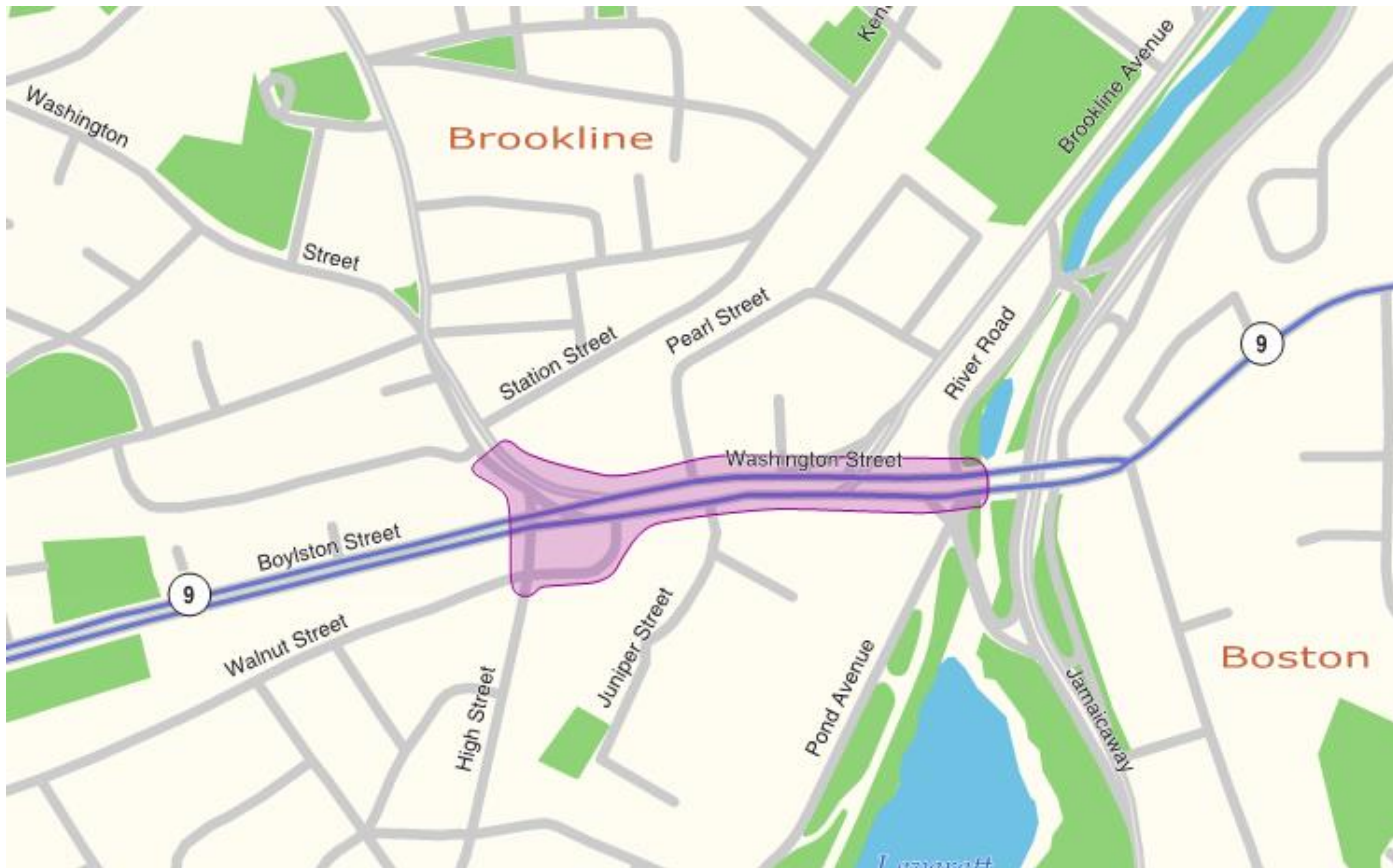 Ken
Brookline Avenue
Washington
Brookline
Street
Pearl Street
Station Street
River Road
9
Washington Street
Boylston Street
9
Walnut Street
Juniper Street
High Street
Pond Avenue
Boston
Jamaicaway